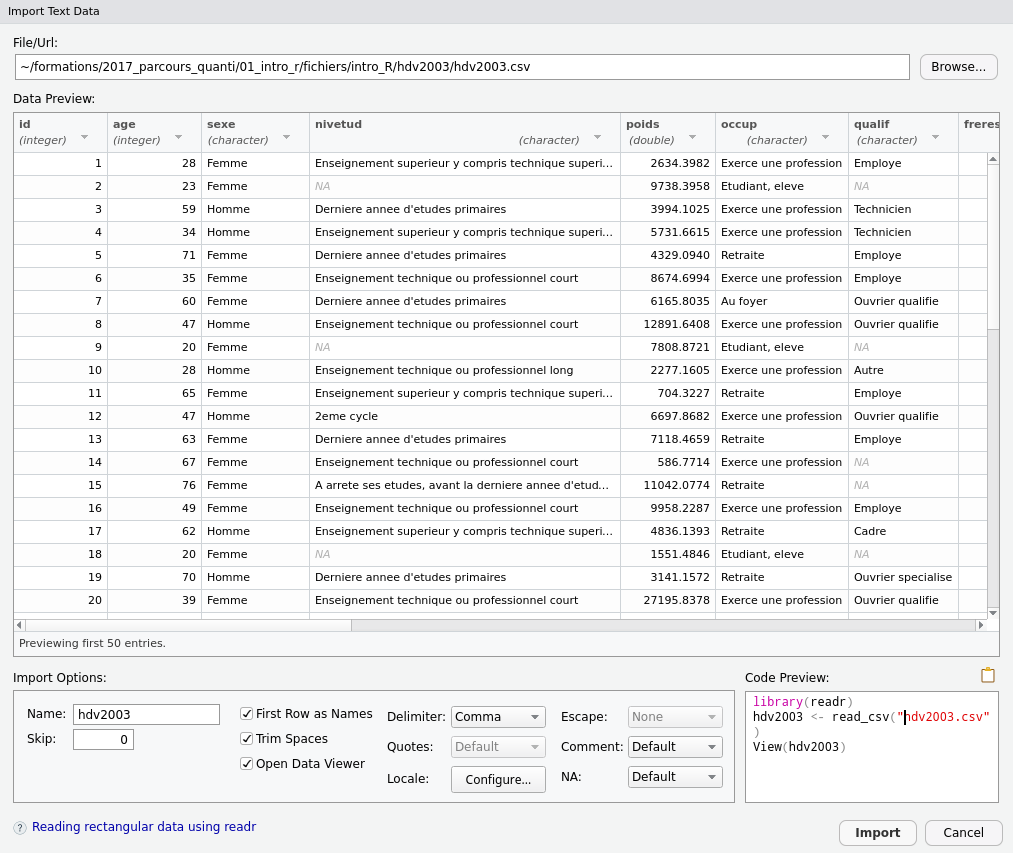 Import Text Data
File/Url:
~/formations/2017_parcours_quanti/01_intro_r/fichiers/intro_R/hdv2003/hdv2003.csv Browse...
Data Preview:
id age sexe nivetud poids occup qualif freres
(integer) (integer) (character) (character) (double) (character) (character)
1 28 Femme Enseignement superieur y compris technique superi... 2634.3982 Exerce une profession Employe
2 23 Femme NA 9738.3958 Etudiant, eleve NA
3 59 Homme Derniere annee d'etudes primaires 3994.1025 Exerce une profession Technicien
4 34 Homme Enseignement superieur y compris technique superi... 5731.6615 Exerce une profession Technicien
5 71 Femme Derniere annee d'etudes primaires 4329.0940 Retraite Employe
6 35 Femme Enseignement technique ou professionnel court 8674.6994 Exerce une profession Employe
7 60 Femme Derniere annee d'etudes primaires 6165.8035 Au foyer Ouvrier qualifie
8 47 Homme Enseignement technique ou professionnel court 12891.6408 Exerce une profession Ouvrier qualifie
9 20 Femme NA 7808.8721 Etudiant, eleve NA
10 28 Homme Enseignement technique ou professionnel long 2277.1605 Exerce une profession Autre
11 65 Femme Enseignement superieur y compris technique superi... 704.3227 Retraite Employe
12 47 Homme 2eme cycle 6697.8682 Exerce une profession Ouvrier qualifie
13 63 Femme Derniere annee d'etudes primaires 7118.4659 Retraite Employe
14 67 Femme Enseignement technique ou professionnel court 586.7714 Exerce une profession NA
15 76 Femme A arrete ses etudes, avant la derniere annee d'etud... 11042.0774 Retraite NA
16 49 Femme Enseignement technique ou professionnel court 9958.2287 Exerce une profession Employe
17 62 Homme Enseignement superieur y compris technique superi... 4836.1393 Retraite Cadre
18 20 Femme NA 1551.4846 Etudiant, eleve NA
19 70 Homme Derniere annee d'etudes primaires 3141.1572 Retraite Ouvrier specialise
20 39 Femme Enseignement technique ou professionnel court 27195.8378 Exerce une profession Ouvrier qualifie
Previewing first 50 entries.
Import Options:
Name: hdv2003
Skip: 0
First Row as Names
Trim Spaces
Open Data Viewer
Delimiter: Comma
Quotes: Default
Locale: Configure...
Escape: None
Comment: Default
NA: Default
Code Preview:
library(readr)
hdv2003 <- read_csv("hdv2003.csv"
)
View(hdv2003)
? Reading rectangular data using readr
Import Cancel